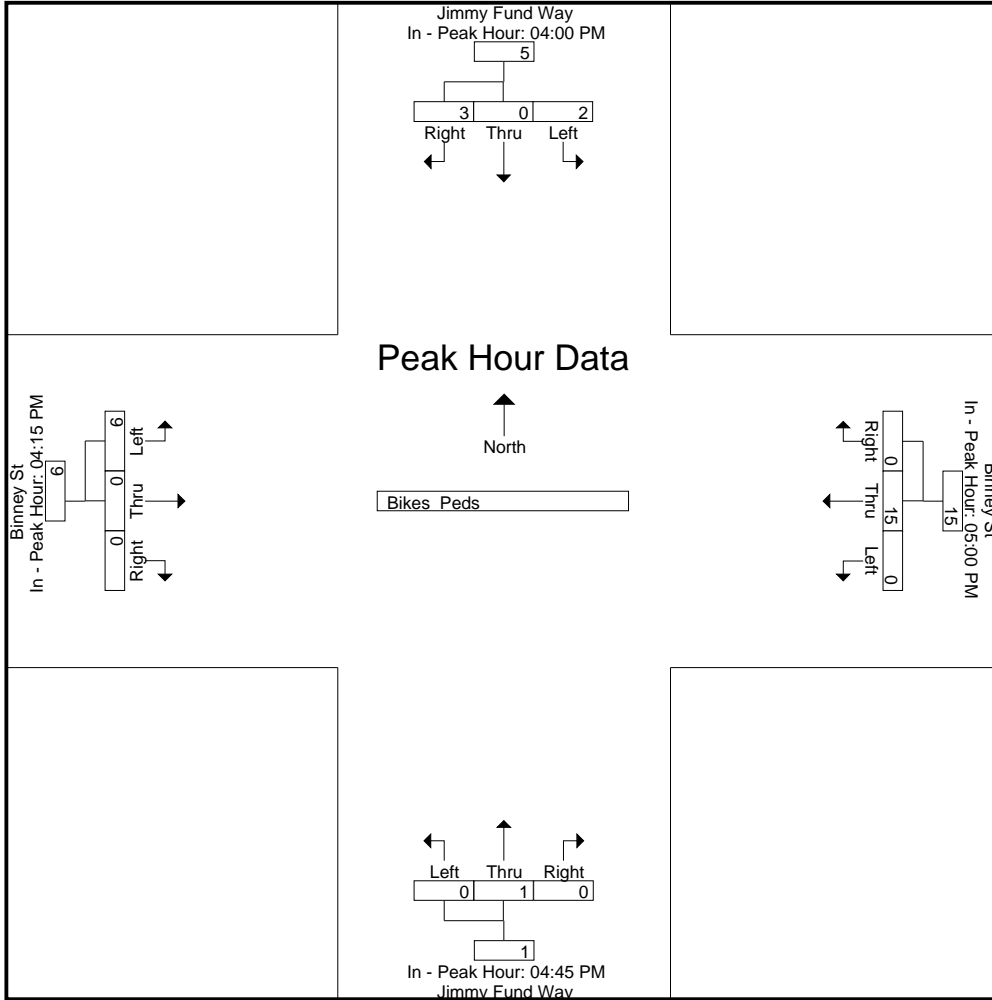 Jimmy Fund Way
In - Peak Hour: 04:00 PM
5
3 0 2
Right Thru Left
Peak Hour Data
North
Bikes Peds
Binney St
In - Peak Hour: 04:15 PM
6
6 0 0
Left Thru Right
Binney St
In - Peak Hour: 05:00 PM
15
0 15 0
Right Thru Left
Left Thru Right
0 1 0
1
In - Peak Hour: 04:45 PM
Jimmy Fund Way